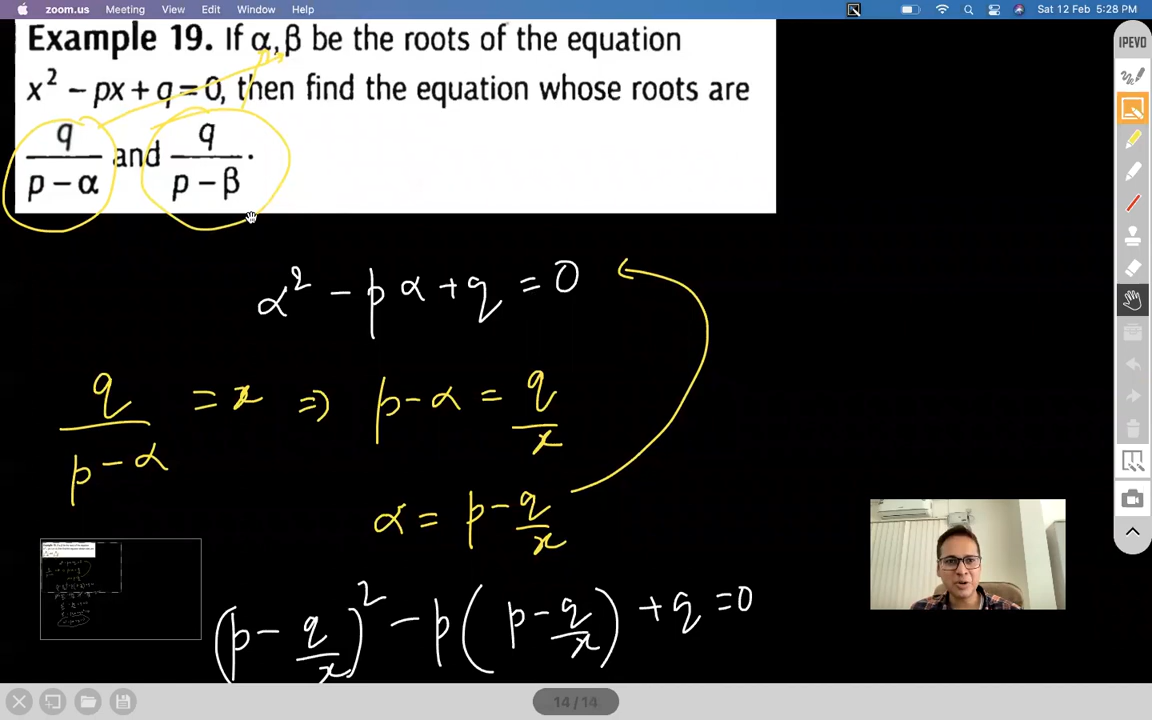 zoom.us Meeting View Edit Window Help Sat 12 Feb 5:28 PM
IPEVO
Example 19. If α, β be the roots of the equation
x² − px + q = 0, then find the equation whose roots are
q/(p − α) and q/(p − β).
α² − pα + q = 0
q/(p − α) = x ⇒ p − α = q/x
α = p − q/x
(p − q/x)² − p(p − q/x) + q = 0
14 / 14